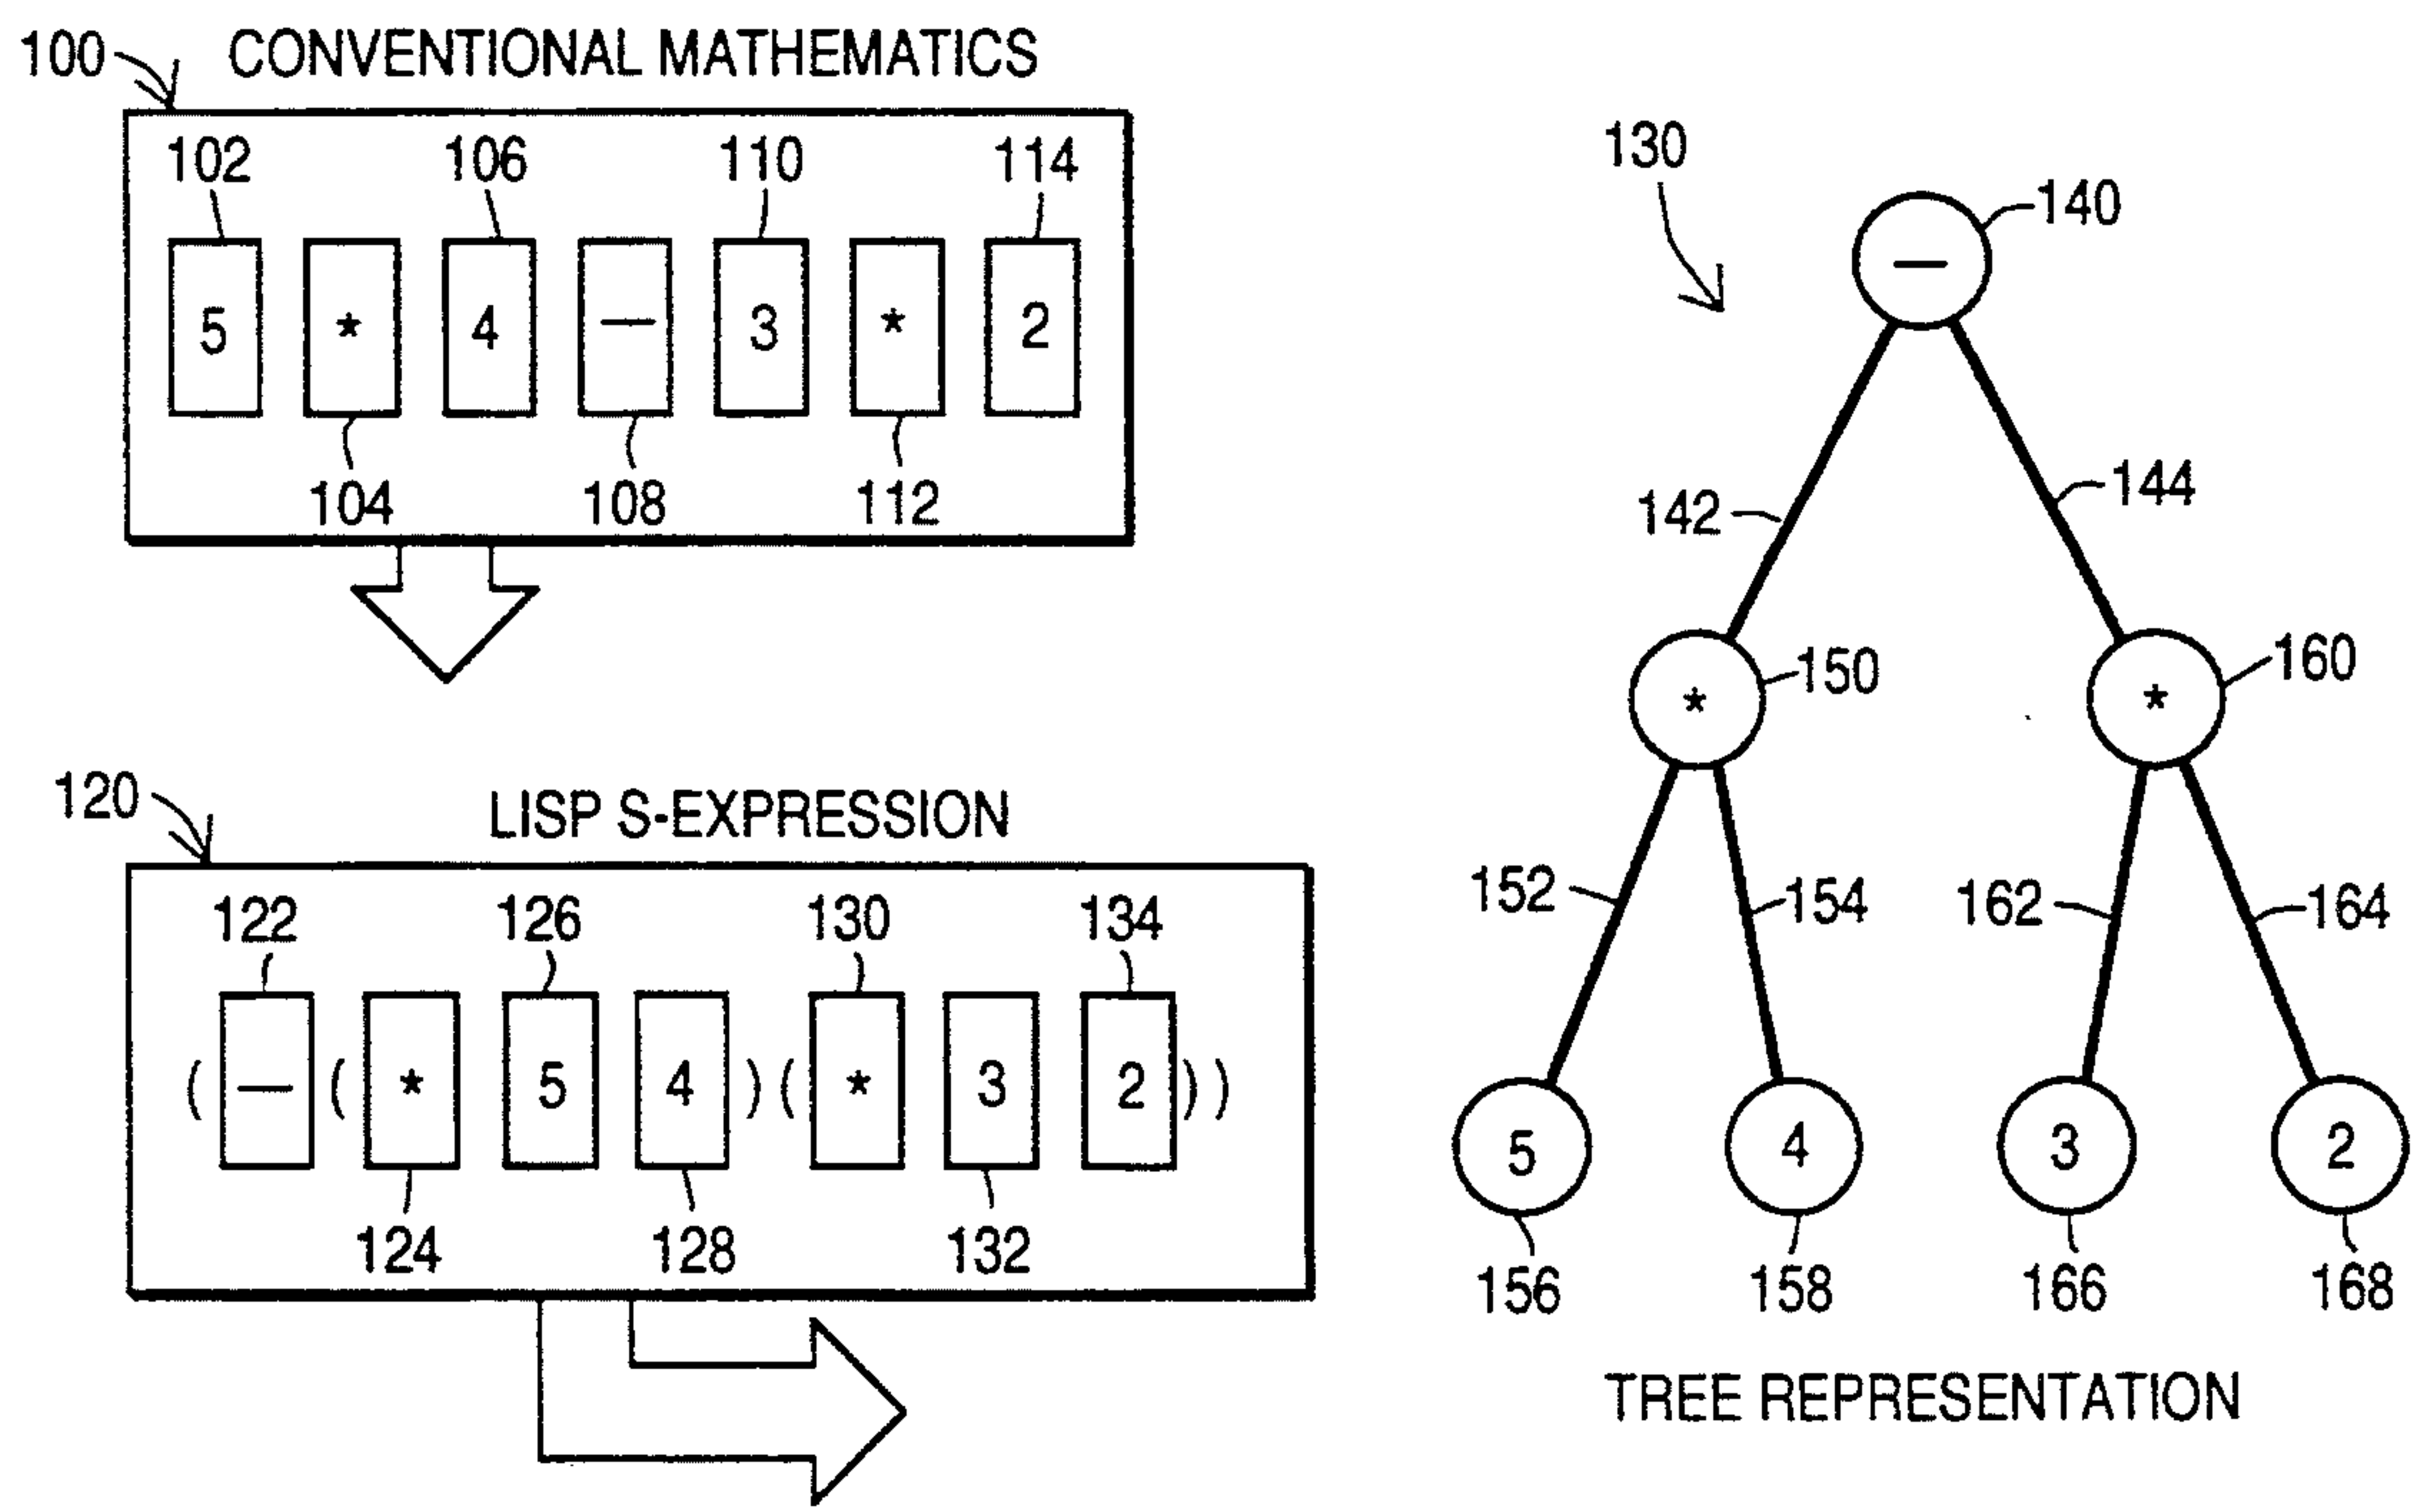 100 CONVENTIONAL MATHEMATICS
102 106 110 114
5 * 4 — 3 * 2
104 108 112
120 LISP S-EXPRESSION
122 126 130 134
( — ( * 5 4 ) ( * 3 2 ) )
124 128 132
130
— 140
142 144
* 150 * 160
152 154 162 164
5 4 3 2
156 158 166 168
TREE REPRESENTATION